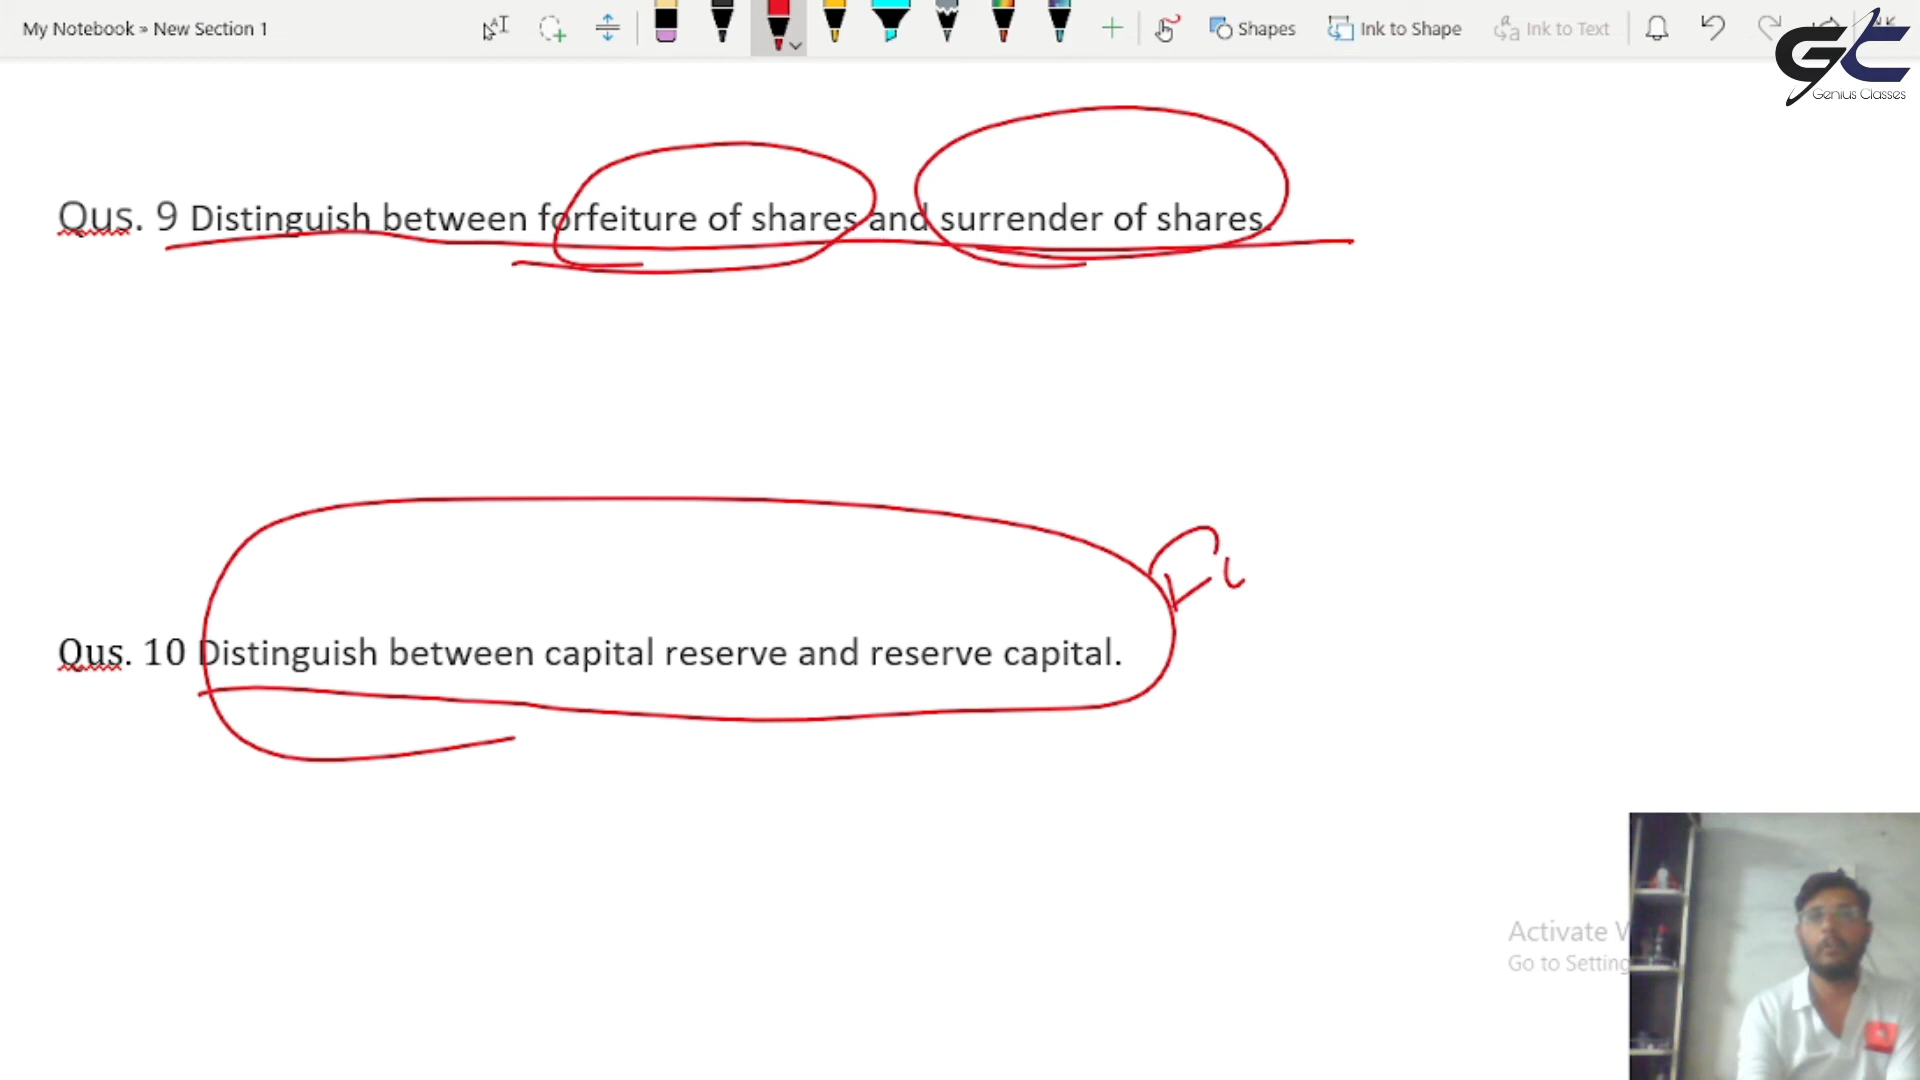 My Notebook » New Section 1
Shapes
Ink to Shape
Ink to Text
GC
Genius Classes
Qus. 9 Distinguish between forfeiture of shares and surrender of shares.
Qus. 10 Distinguish between capital reserve and reserve capital.
Activate
Go to Setting